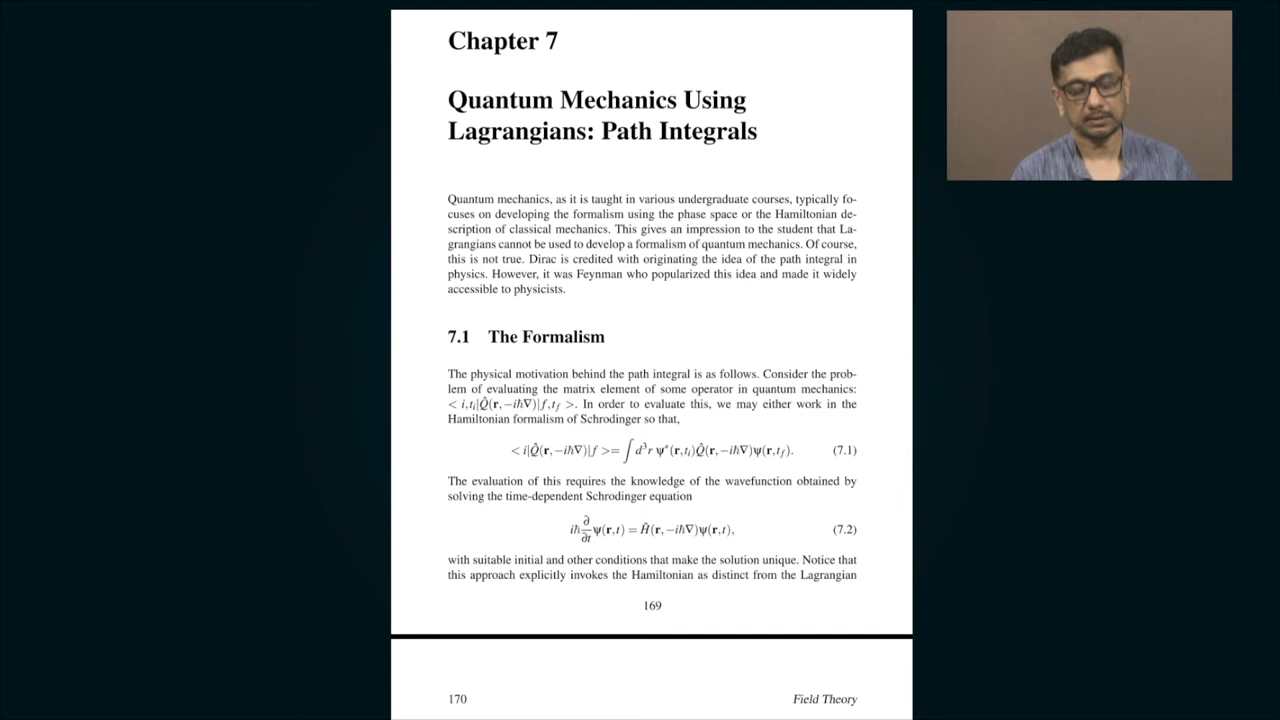 Chapter 7
Quantum Mechanics Using
Lagrangians: Path Integrals
Quantum mechanics, as it is taught in various undergraduate courses, typically fo-
cuses on developing the formalism using the phase space or the Hamiltonian de-
scription of classical mechanics. This gives an impression to the student that La-
grangians cannot be used to develop a formalism of quantum mechanics. Of course,
this is not true. Dirac is credited with originating the idea of the path integral in
physics. However, it was Feynman who popularized this idea and made it widely
accessible to physicists.
7.1 The Formalism
The physical motivation behind the path integral is as follows. Consider the prob-
lem of evaluating the matrix element of some operator in quantum mechanics:
< i,t_i|Q̂(r,−iħ∇)|f,t_f >. In order to evaluate this, we may either work in the
Hamiltonian formalism of Schrodinger so that,
< i|Q̂(r,−iħ∇)|f >= ∫ d³r ψ*(r,t_i)Q̂(r,−iħ∇)ψ(r,t_f). (7.1)
The evaluation of this requires the knowledge of the wavefunction obtained by
solving the time-dependent Schrodinger equation
iħ ∂/∂t ψ(r,t) = Ĥ(r,−iħ∇)ψ(r,t), (7.2)
with suitable initial and other conditions that make the solution unique. Notice that
this approach explicitly invokes the Hamiltonian as distinct from the Lagrangian
169
170 Field Theory